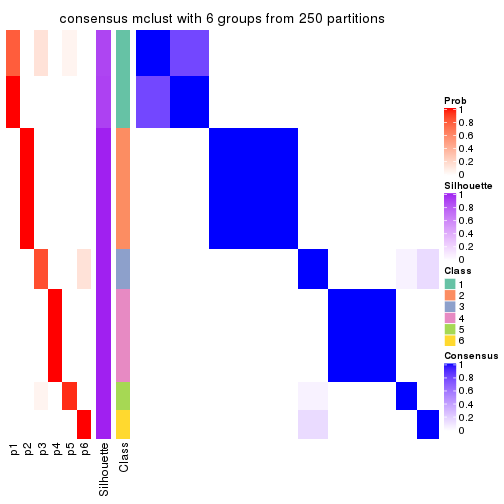 consensus mclust with 6 groups from 250 partitions
Prob
1
0.8
0.6
0.4
0.2
0
Silhouette
1
0.8
0.6
0.4
0.2
0
Class
1
2
3
4
5
6
Consensus
1
0.8
0.6
0.4
0.2
0
p1
p2
p3
p4
p5
p6
Silhouette
Class